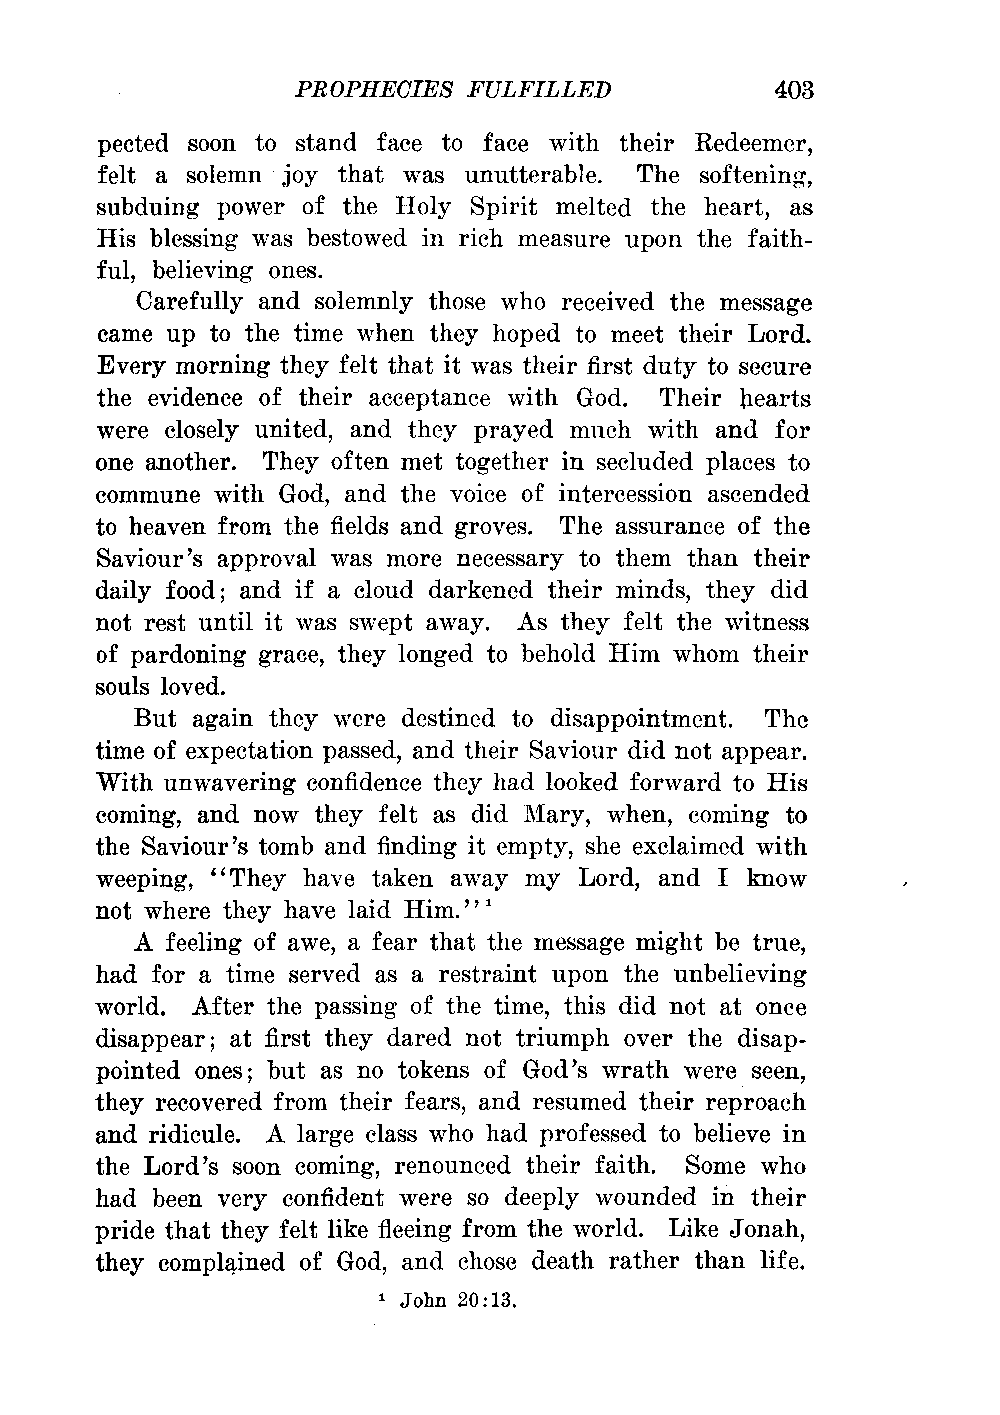 PROPHECIES FULFILLED 403
pected soon to stand face to face with their Redeemer,
felt a solemn joy that was unutterable. The softening,
subduing power of the Holy Spirit melted the heart, as
His blessing was bestowed in rich measure upon the faith-
ful, believing ones.
Carefully and solemnly those who received the message
came up to the time when they hoped to meet their Lord.
Every morning they felt that it was their first duty to secure
the evidence of their acceptance with God. Their hearts
were closely united, and they prayed much with and for
one another. They often met together in secluded places to
commune with God, and the voice of intercession ascended
to heaven from the fields and groves. The assurance of the
Saviour's approval was more necessary to them than their
daily food; and if a cloud darkened their minds, they did
not rest until it was swept away. As they felt the witness
of pardoning grace, they longed to behold Him whom their
souls loved.
But again they were destined to disappointment. The
time of expectation passed, and their Saviour did not appear.
With unwavering confidence they had looked forward to His
coming, and now they felt as did Mary, when, coming to
the Saviour's tomb and finding it empty, she exclaimed with
weeping, "They have taken away my Lord, and I know
not where they have laid Him."¹
A feeling of awe, a fear that the message might be true,
had for a time served as a restraint upon the unbelieving
world. After the passing of the time, this did not at once
disappear; at first they dared not triumph over the disap-
pointed ones; but as no tokens of God's wrath were seen,
they recovered from their fears, and resumed their reproach
and ridicule. A large class who had professed to believe in
the Lord's soon coming, renounced their faith. Some who
had been very confident were so deeply wounded in their
pride that they felt like fleeing from the world. Like Jonah,
they complained of God, and chose death rather than life.
¹ John 20:13.